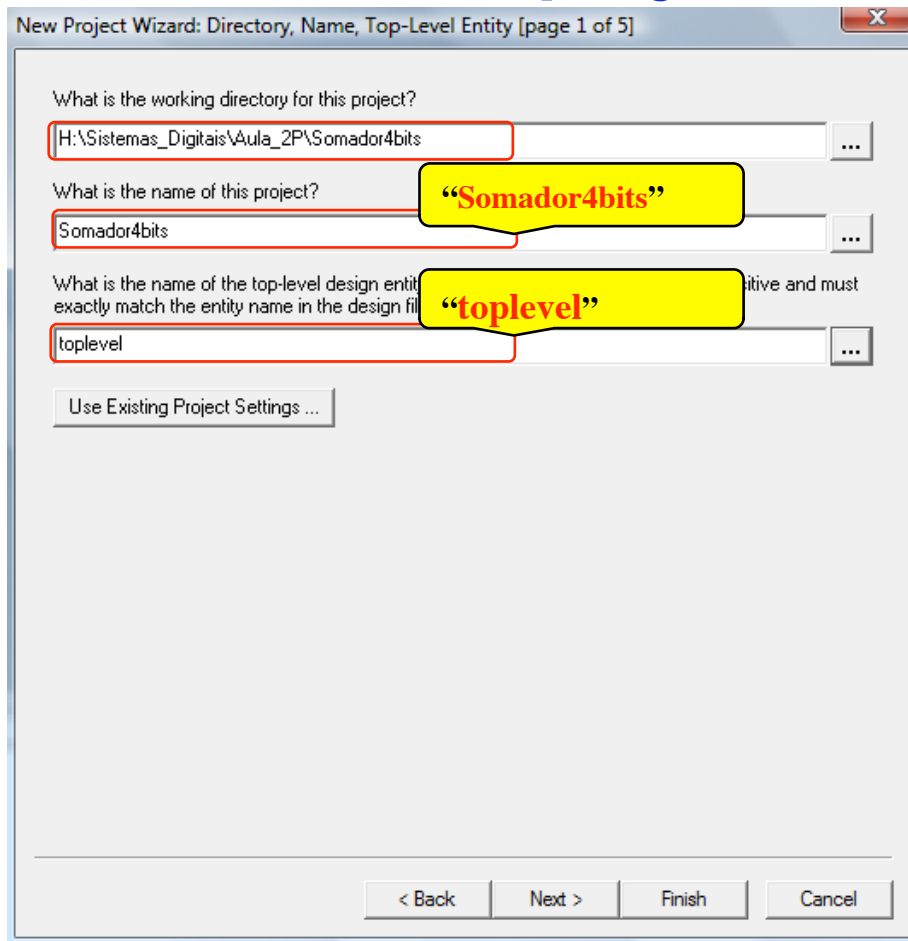 New Project Wizard: Directory, Name, Top-Level Entity [page 1 of 5]
What is the working directory for this project?
H:\Sistemas_Digitais\Aula_2P\Somador4bits
...
What is the name of this project?
“Somador4bits”
Somador4bits
...
What is the name of the top-level design entit itive and must
exactly match the entity name in the design fil
“toplevel”
toplevel
...
Use Existing Project Settings ...
< Back Next > Finish Cancel